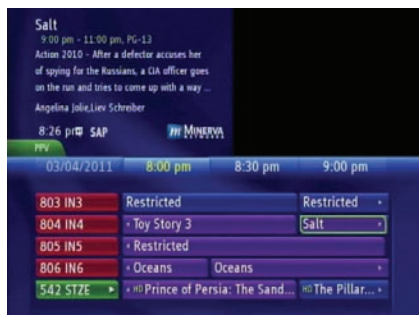 Salt
9:00 pm - 11:00 pm, PG-13
Action 2010 - After a defector accuses her
of spying for the Russians, a CIA officer goes
on the run and tries to come up with a way ...
Angelina Jolie,Liev Schreiber
8:26 pm SAP
m MINERVA
NETWORKS
PPV
03/04/2011 8:00 pm 8:30 pm 9:00 pm
803 IN3 Restricted Restricted
804 IN4 Toy Story 3 Salt
805 IN5 Restricted
806 IN6 Oceans Oceans
542 STZE HD Prince of Persia: The Sand... HD The Pillar...